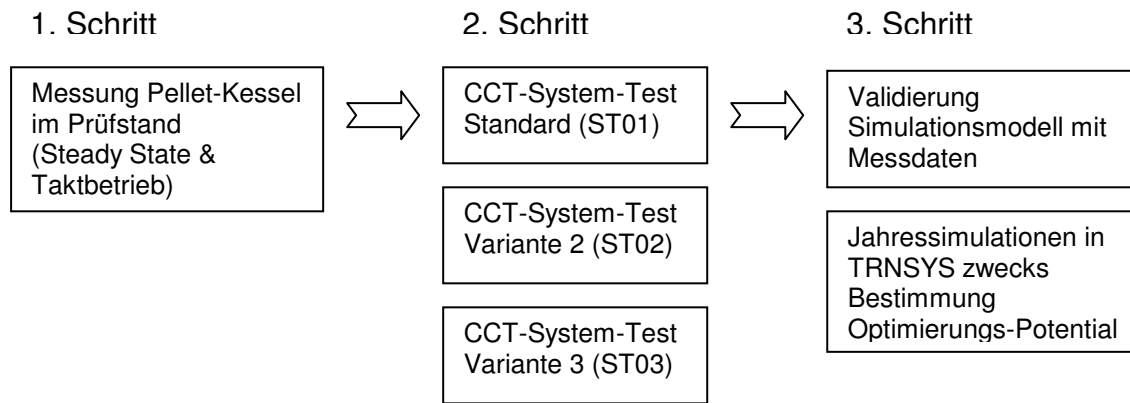 1. Schritt
2. Schritt
3. Schritt
Messung Pellet-Kessel
im Prüfstand
(Steady State &
Taktbetrieb)
CCT-System-Test
Standard (ST01)
CCT-System-Test
Variante 2 (ST02)
CCT-System-Test
Variante 3 (ST03)
Validierung
Simulationsmodell mit
Messdaten
Jahressimulationen in
TRNSYS zwecks
Bestimmung
Optimierungs-Potential